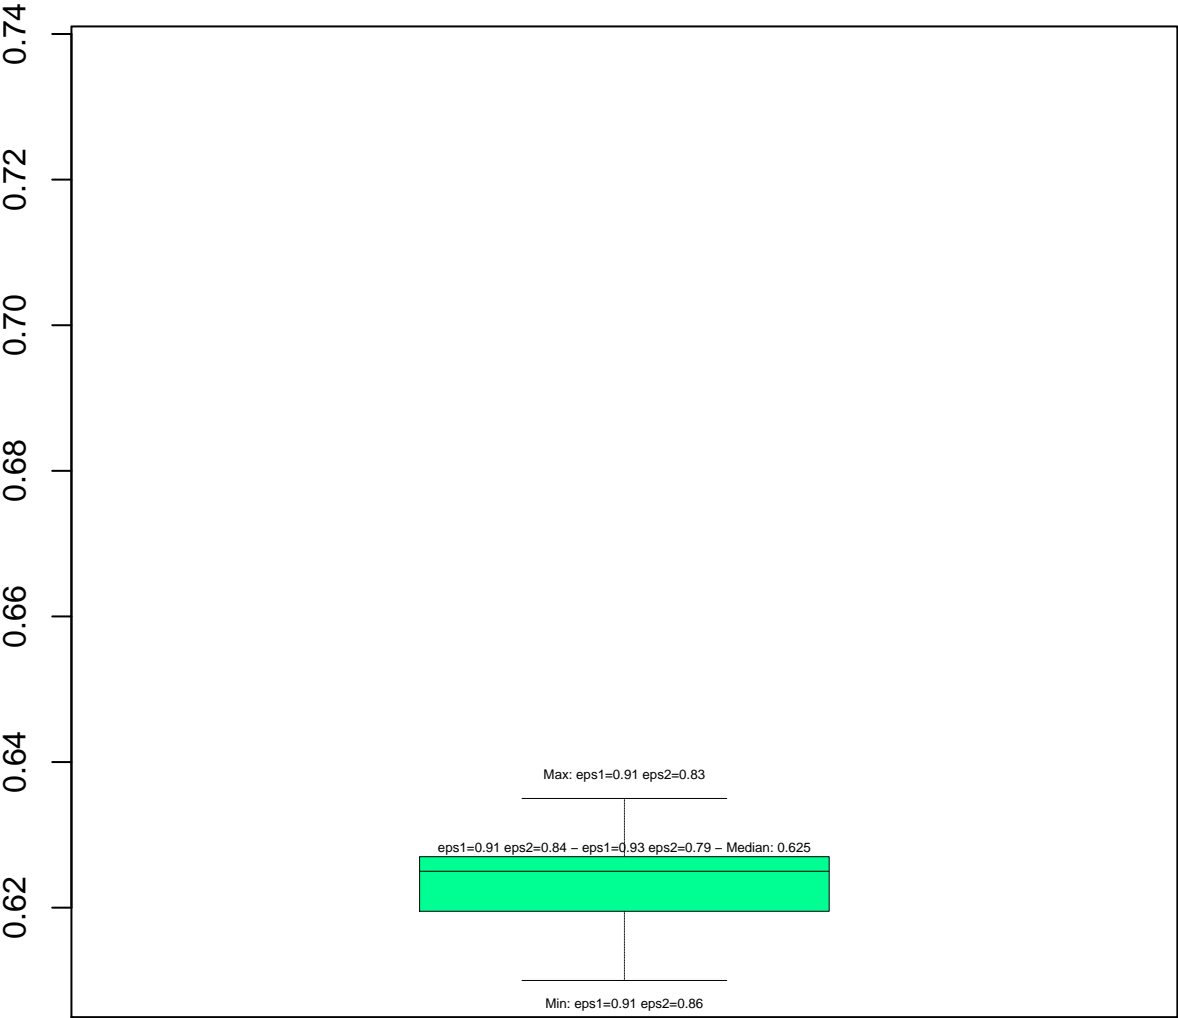 0.74
0.72
0.70
0.68
0.66
0.64
0.62
Max: eps1=0.91 eps2=0.83
eps1=0.91 eps2=0.84 – eps1=0.93 eps2=0.79 – Median: 0.625
Min: eps1=0.91 eps2=0.86